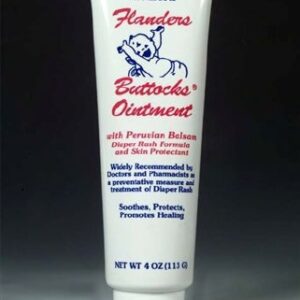 Flanders
Buttocks®
Ointment
with Peruvian Balsam
Diaper Rash Formula
and Skin Protectant
Widely Recommended by
Doctors and Pharmacists as
a preventative measure and
treatment of Diaper Rash
Soothes, Protects,
Promotes Healing
NET WT 4 OZ (113 G)